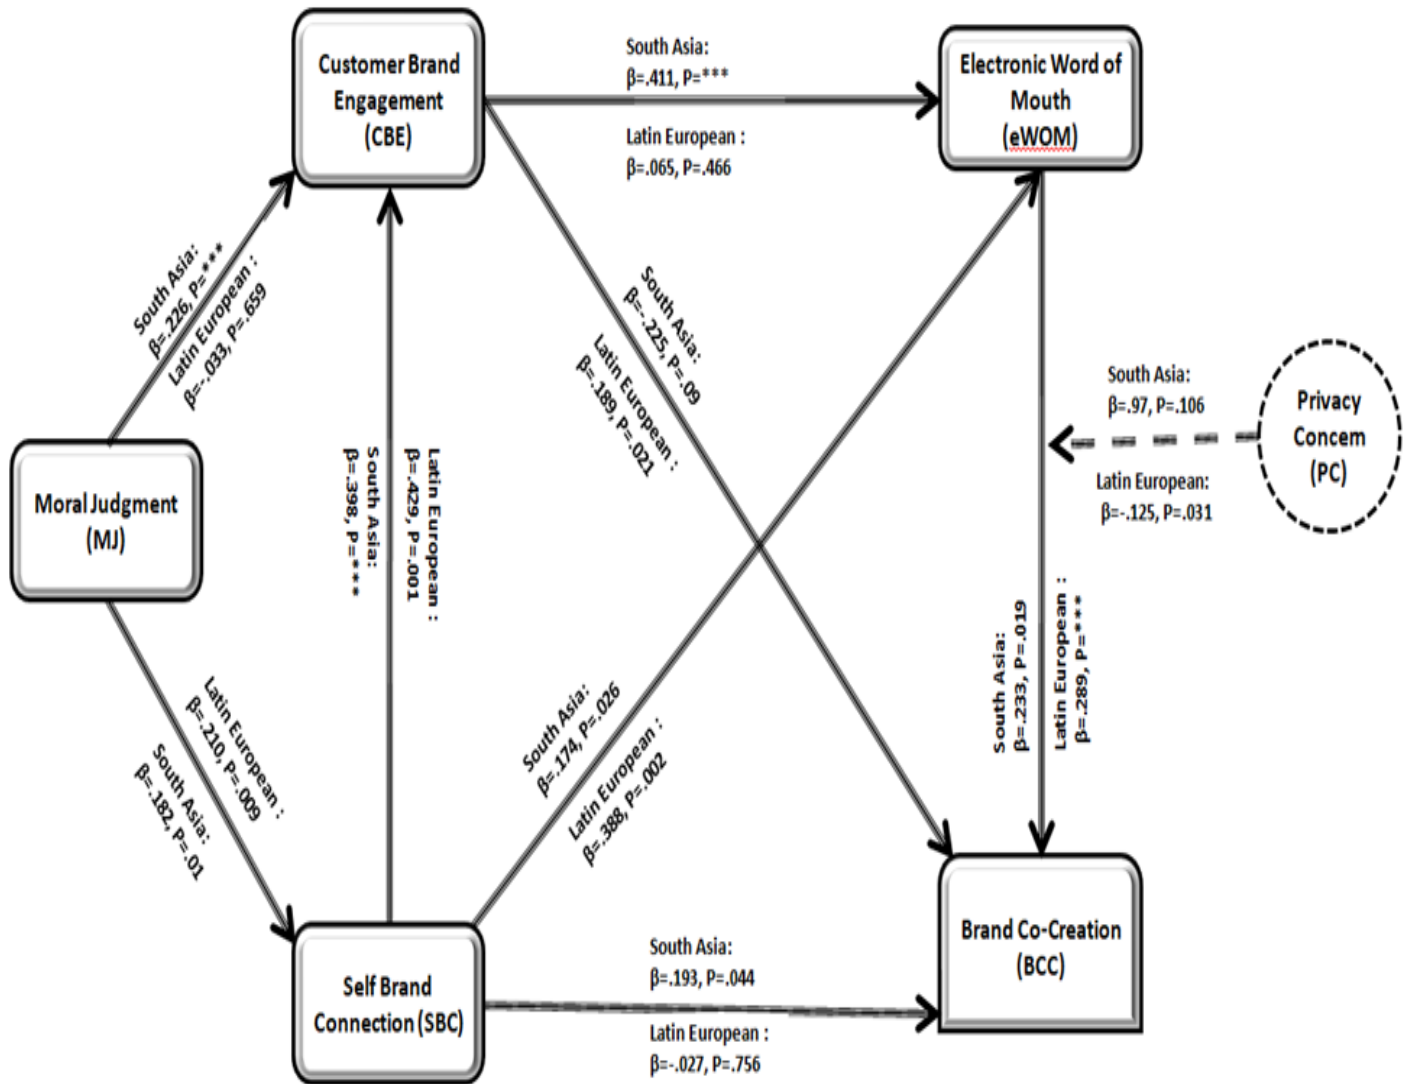 Customer Brand
Engagement
(CBE)
South Asia:
β=.411, P=***
Latin European :
β=.065, P=.466
Electronic Word of
Mouth
(eWOM)
South Asia:
β=.226, P=***
Latin European :
β=-.033, P=.659
South Asia:
β=-.225, P=.09
Latin European :
β=.189, P=.021
South Asia:
β=.97, P=.106
Latin European:
β=-.125, P=.031
Privacy
Concem
(PC)
Moral Judgment
(MJ)
Latin European :
β=.429, P=.001
South Asia:
β=.398, P=***
South Asia:
β=.233, P=.019
Latin European :
β=.289, P=***
Latin European :
β=.210, P=.009
South Asia:
β=.182, P=.01
South Asia:
β=.174, P=.026
Latin European :
β=.388, P=.002
Self Brand
Connection (SBC)
South Asia:
β=.193, P=.044
Latin European :
β=-.027, P=.756
Brand Co-Creation
(BCC)